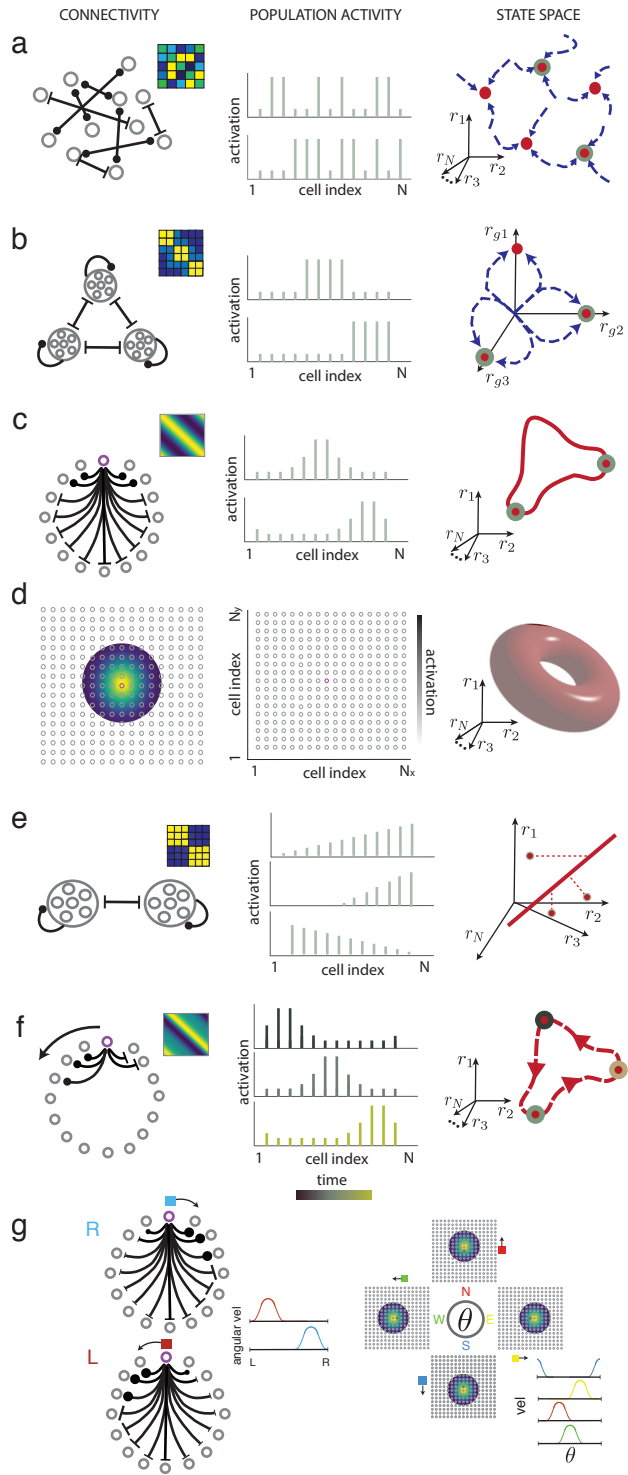 CONNECTIVITY POPULATION ACTIVITY STATE SPACE
a
activation
activation
1 cell index N
r1
rN
r3
r2
b
activation
1 cell index N
rg1
rg2
rg3
c
activation
1 cell index N
r1
rN
r3
r2
d
cell index
1
Ny
1 cell index Nx
activation
r1
rN
r3
r2
e
activation
1 cell index N
r1
r2
r3
rN
f
activation
1 cell index N
time
r1
rN
r3
r2
g
R
L
angular vel
L R
N
W θ E
S
vel
θ